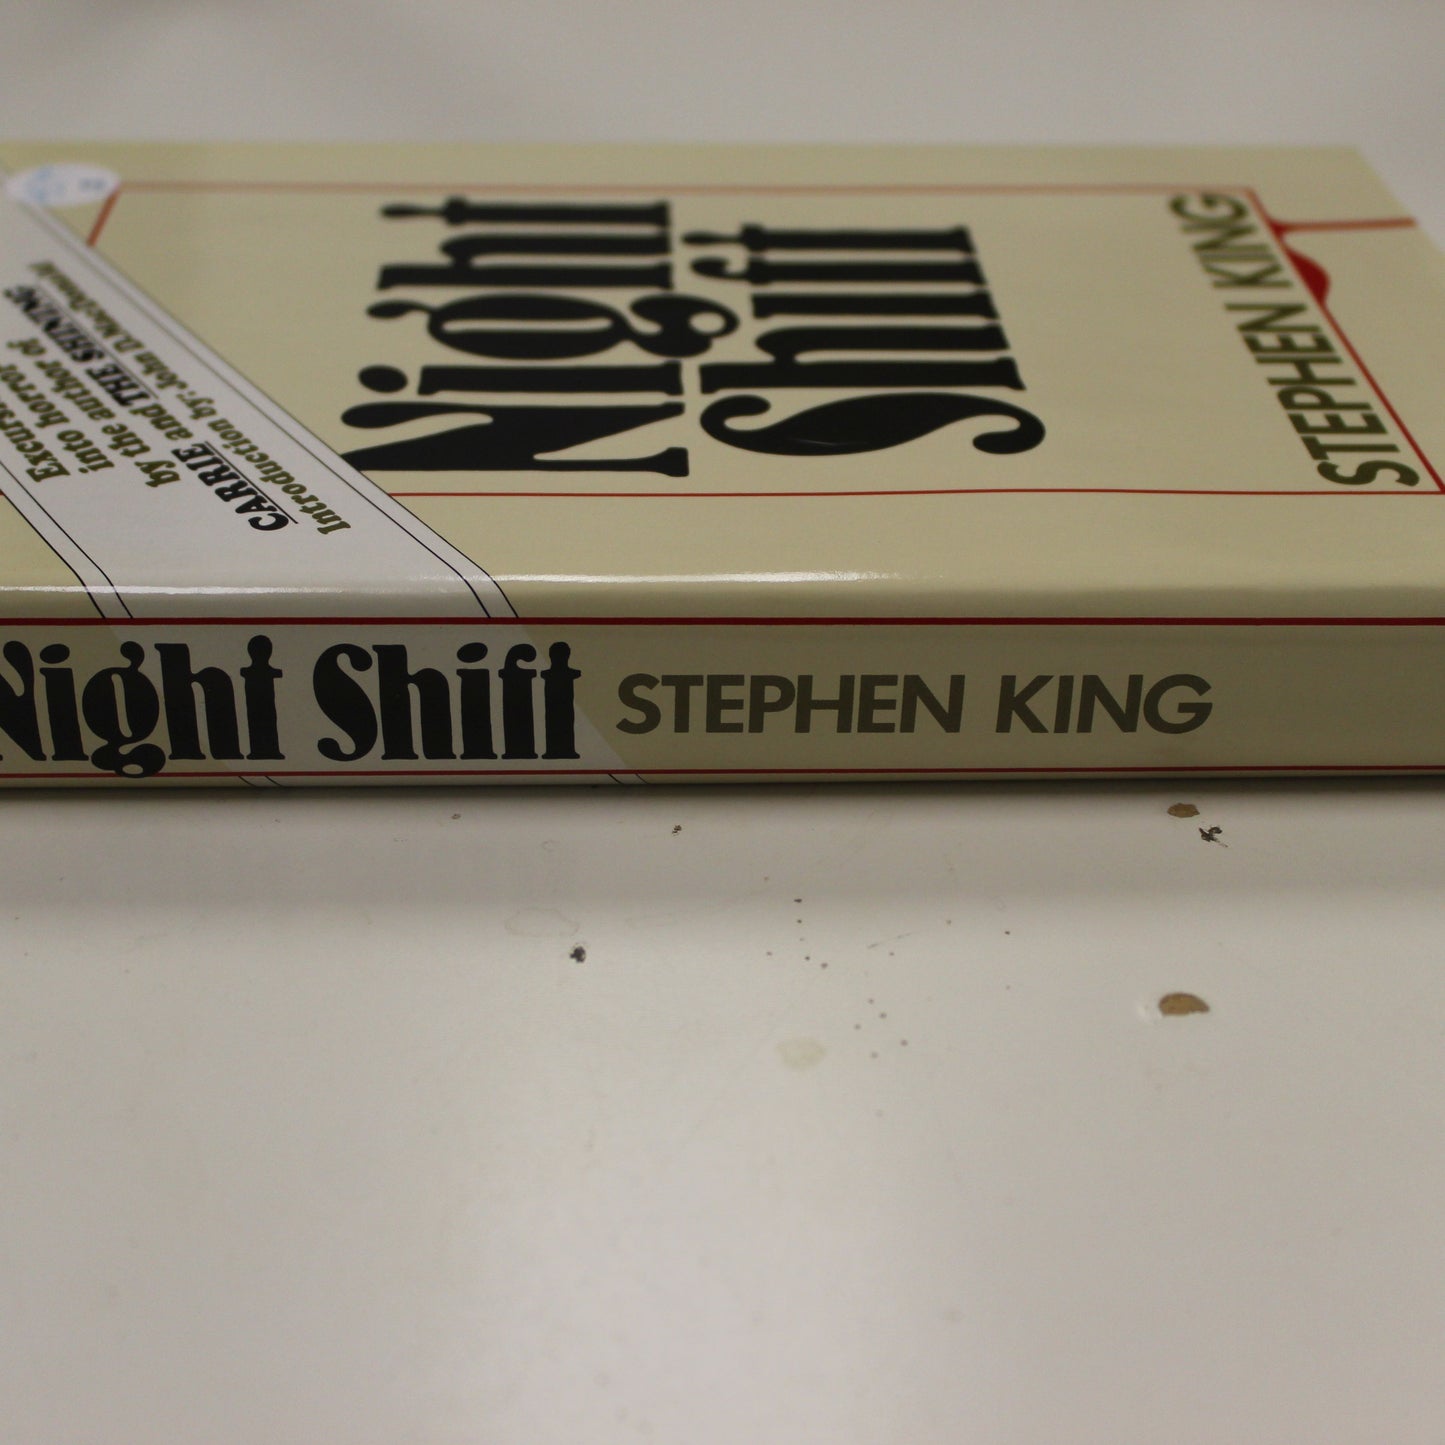 Night
Shift
STEPHEN KING
Excursions
into horror
by the author of
CARRIE and THE SHINING
Introduction by: John D. MacDonald
Night Shift STEPHEN KING